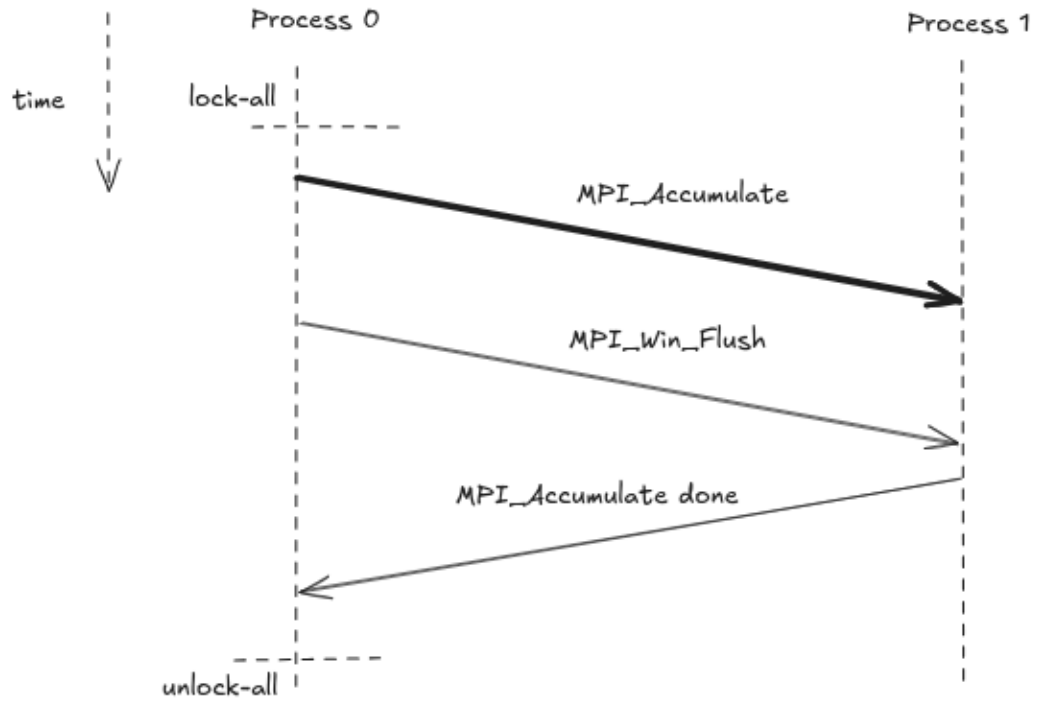 Process 0
Process 1
time
lock-all
MPI_Accumulate
MPI_Win_Flush
MPI_Accumulate done
unlock-all